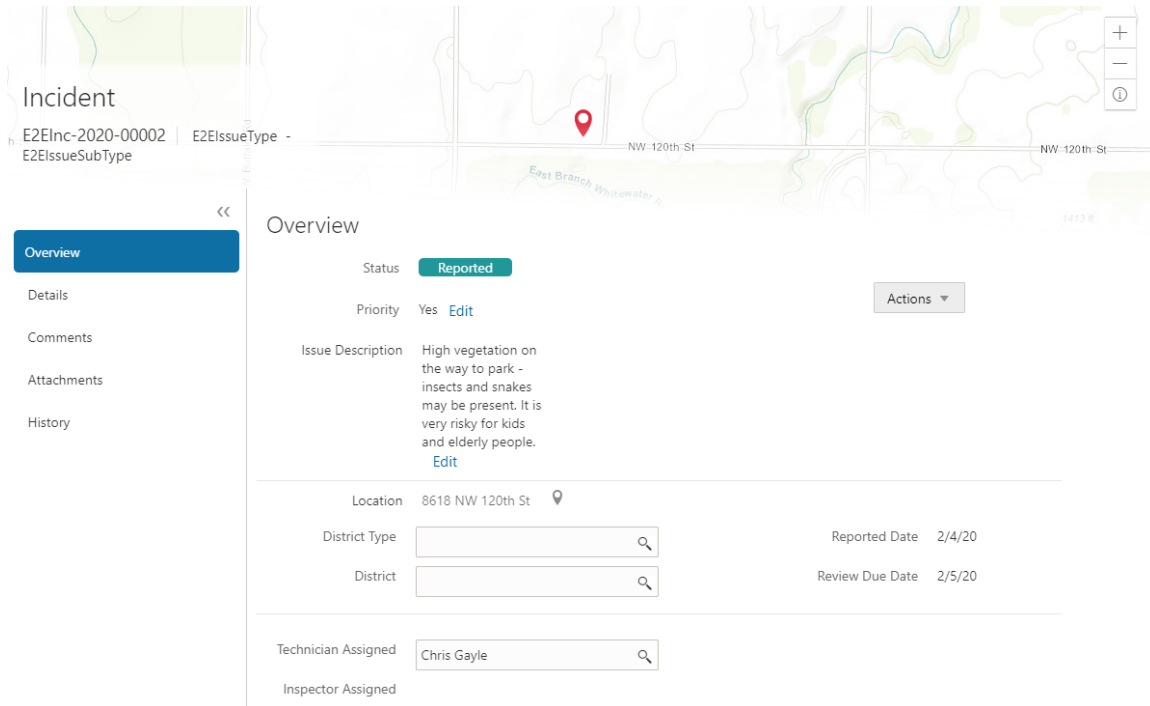 Incident
E2EInc-2020-00002 E2EIssueType -
E2EIssueSubType
NW 120th St
NW 120th St
East Branch Whitewater
1413 ft
Overview
Details
Comments
Attachments
History
Overview
Status Reported
Priority Yes Edit
Actions
Issue Description High vegetation on
the way to park -
insects and snakes
may be present. It is
very risky for kids
and elderly people.
Edit
Location 8618 NW 120th St
District Type
Reported Date 2/4/20
District
Review Due Date 2/5/20
Technician Assigned Chris Gayle
Inspector Assigned